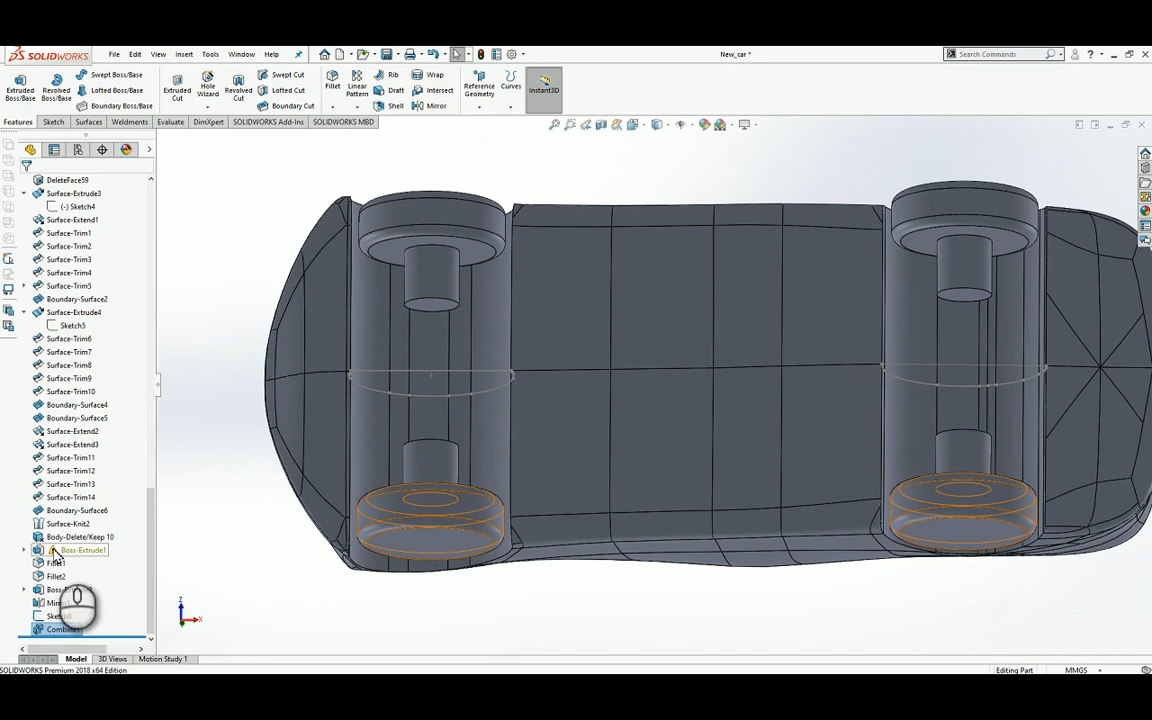 SOLIDWORKS
File Edit View Insert Tools Window Help
New_car *
Search Commands
Extruded Boss/Base
Revolved Boss/Base
Swept Boss/Base
Lofted Boss/Base
Boundary Boss/Base
Extruded Cut
Hole Wizard
Revolved Cut
Swept Cut
Lofted Cut
Boundary Cut
Fillet
Linear Pattern
Rib
Draft
Shell
Wrap
Intersect
Mirror
Reference Geometry
Curves
Instant3D
Features Sketch Surfaces Weldments Evaluate DimXpert SOLIDWORKS Add-Ins SOLIDWORKS MBD
DeleteFace59
Surface-Extrude3
(-) Sketch4
Surface-Extend1
Surface-Trim1
Surface-Trim2
Surface-Trim3
Surface-Trim4
Surface-Trim5
Boundary-Surface2
Surface-Extrude4
Sketch5
Surface-Trim6
Surface-Trim7
Surface-Trim8
Surface-Trim9
Surface-Trim10
Boundary-Surface4
Boundary-Surface5
Surface-Extend2
Surface-Extend3
Surface-Trim11
Surface-Trim12
Surface-Trim13
Surface-Trim14
Boundary-Surface6
Surface-Knit2
Body-Delete/Keep 10
Boss-Extrude1
Fillet1
Fillet2
Z
X
Model 3D Views Motion Study 1
SOLIDWORKS Premium 2018 x64 Edition
Editing Part
MMGS